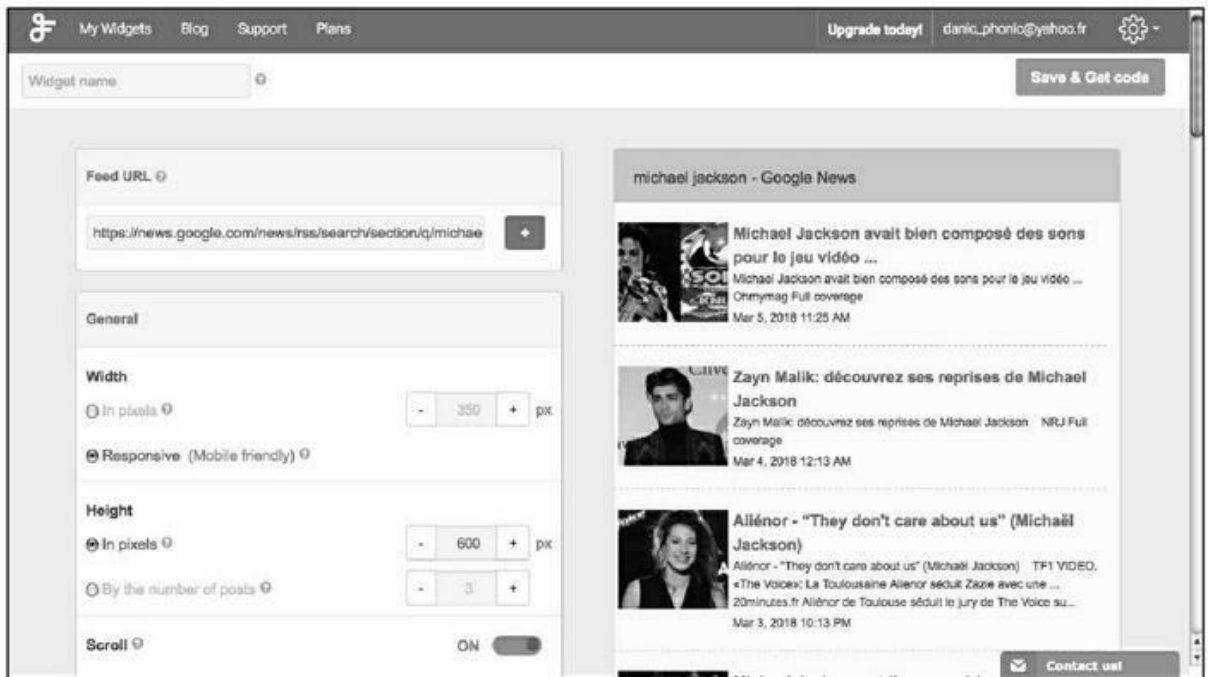 My Widgets Blog Support Plans Upgrade today! danic_phonic@yahoo.fr
Widget name
Save & Get code
Feed URL
https://news.google.com/news/rss/search/section/q/michae
+
General
Width
In pixels - 350 + px
Responsive (Mobile friendly)
Height
In pixels - 600 + px
By the number of posts - 3 +
Scroll ON
michael jackson - Google News
Michael Jackson avait bien composé des sons
pour le jeu vidéo ...
Michael Jackson avait bien composé des sons pour le jeu vidéo ...
Ohmymag Full coverage
Mar 5, 2018 11:25 AM
Zayn Malik: découvrez ses reprises de Michael
Jackson
Zayn Malik: découvrez ses reprises de Michael Jackson NRJ Full
coverage
Mar 4, 2018 12:13 AM
Aliénor - "They don't care about us" (Michaël
Jackson)
Aliénor - "They don't care about us" (Michaël Jackson) TF1 VIDEO.
«The Voice»: La Toulousaine Alienor séduit Zazie avec une ...
20minutes.fr Aliénor de Toulouse séduit le jury de The Voice su...
Mar 3, 2018 10:13 PM
Contact us!